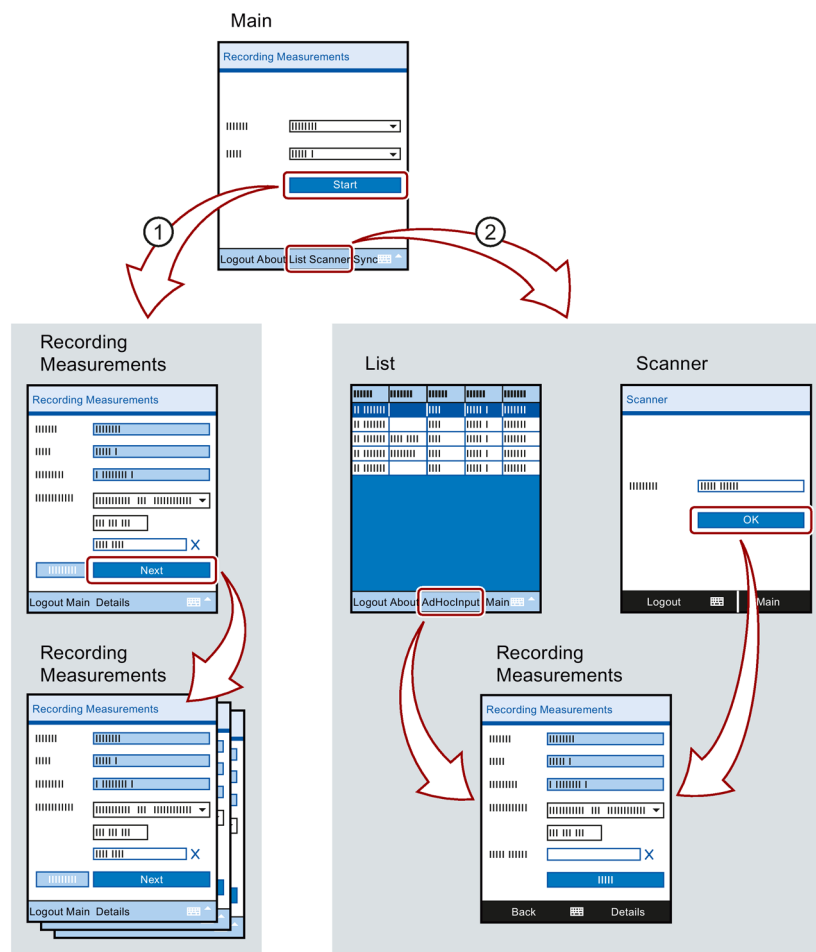 Main
Recording Measurements
Start
Logout About List Scanner Sync
1
2
Recording
Measurements
Recording Measurements
Next
Logout Main Details
Recording
Measurements
Recording Measurements
Next
Logout Main Details
List
Logout About AdHocInput Main
Scanner
Scanner
OK
Logout Main
Recording
Measurements
Recording Measurements
Back Details